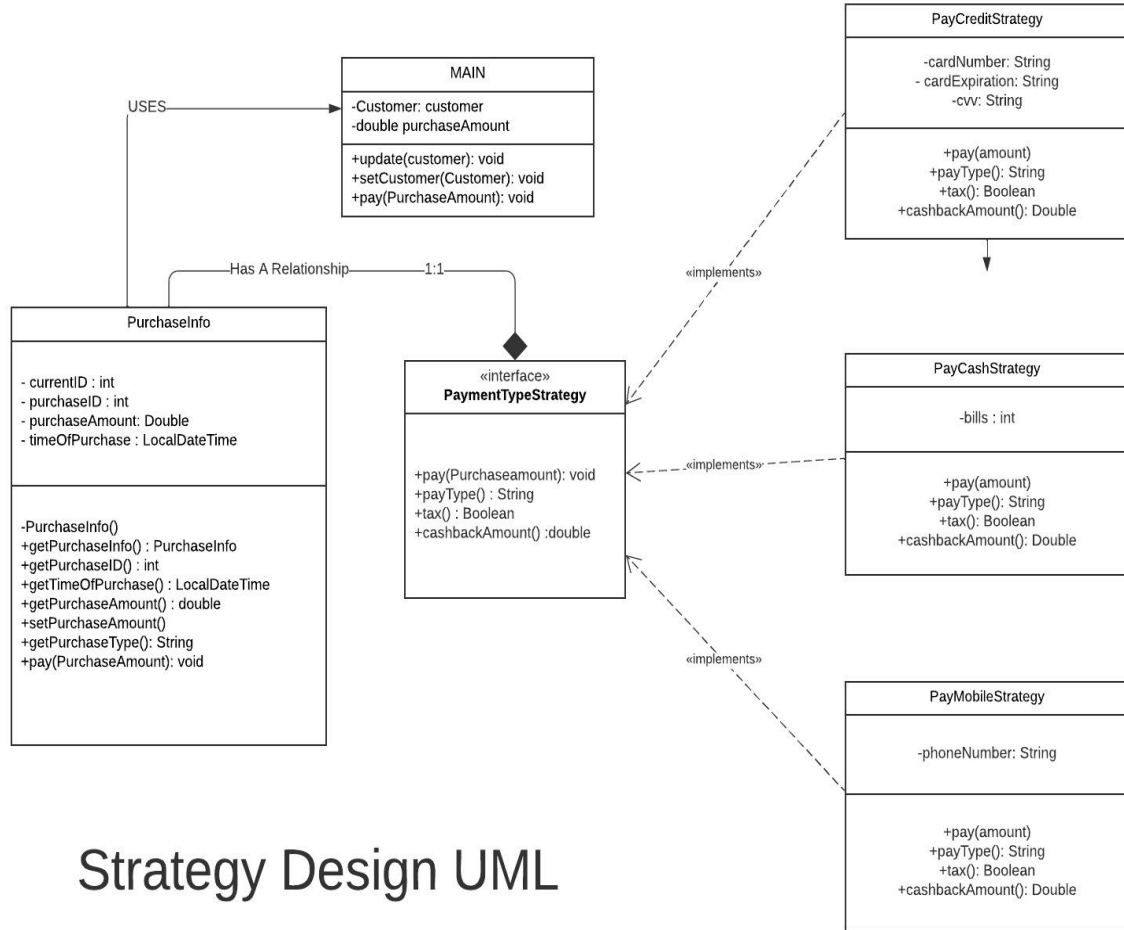 PayCreditStrategy
-cardNumber: String
- cardExpiration: String
-cvv: String
+pay(amount)
+payType(): String
+tax(): Boolean
+cashbackAmount(): Double
MAIN
-Customer: customer
-double purchaseAmount
+update(customer): void
+setCustomer(Customer): void
+pay(PurchaseAmount): void
USES
Has A Relationship
1:1
«implements»
PurchaseInfo
- currentID : int
- purchaseID : int
- purchaseAmount: Double
- timeOfPurchase : LocalDateTime
-PurchaseInfo()
+getPurchaseInfo() : PurchaseInfo
+getPurchaseID() : int
+getTimeOfPurchase() : LocalDateTime
+getPurchaseAmount() : double
+setPurchaseAmount()
+getPurchaseType(): String
+pay(PurchaseAmount): void
«interface»
PaymentTypeStrategy
+pay(Purchaseamount): void
+payType() : String
+tax() : Boolean
+cashbackAmount() :double
«implements»
PayCashStrategy
-bills : int
+pay(amount)
+payType(): String
+tax(): Boolean
+cashbackAmount(): Double
«implements»
PayMobileStrategy
-phoneNumber: String
+pay(amount)
+payType(): String
+tax(): Boolean
+cashbackAmount(): Double
Strategy Design UML